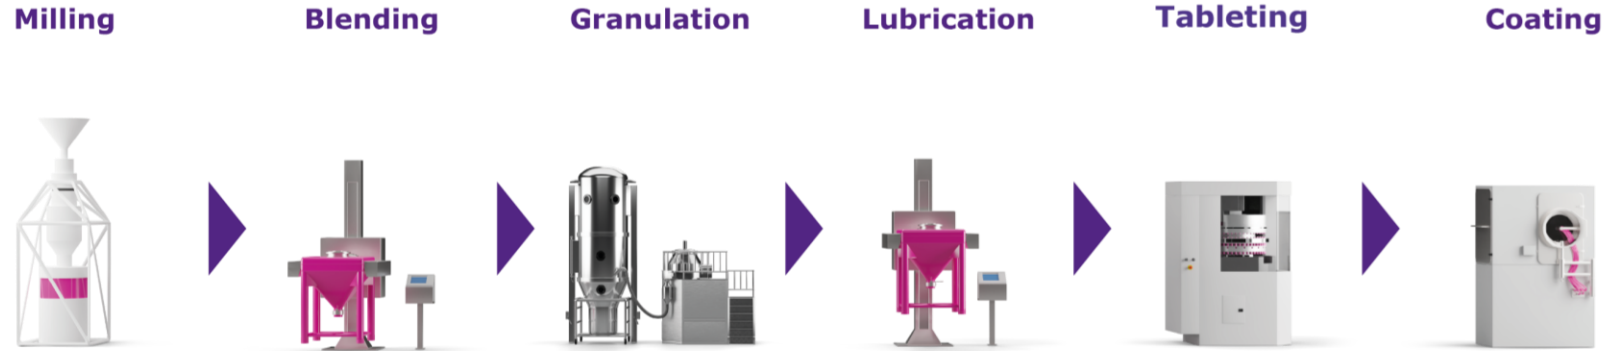 Milling
Blending
Granulation
Lubrication
Tableting
Coating